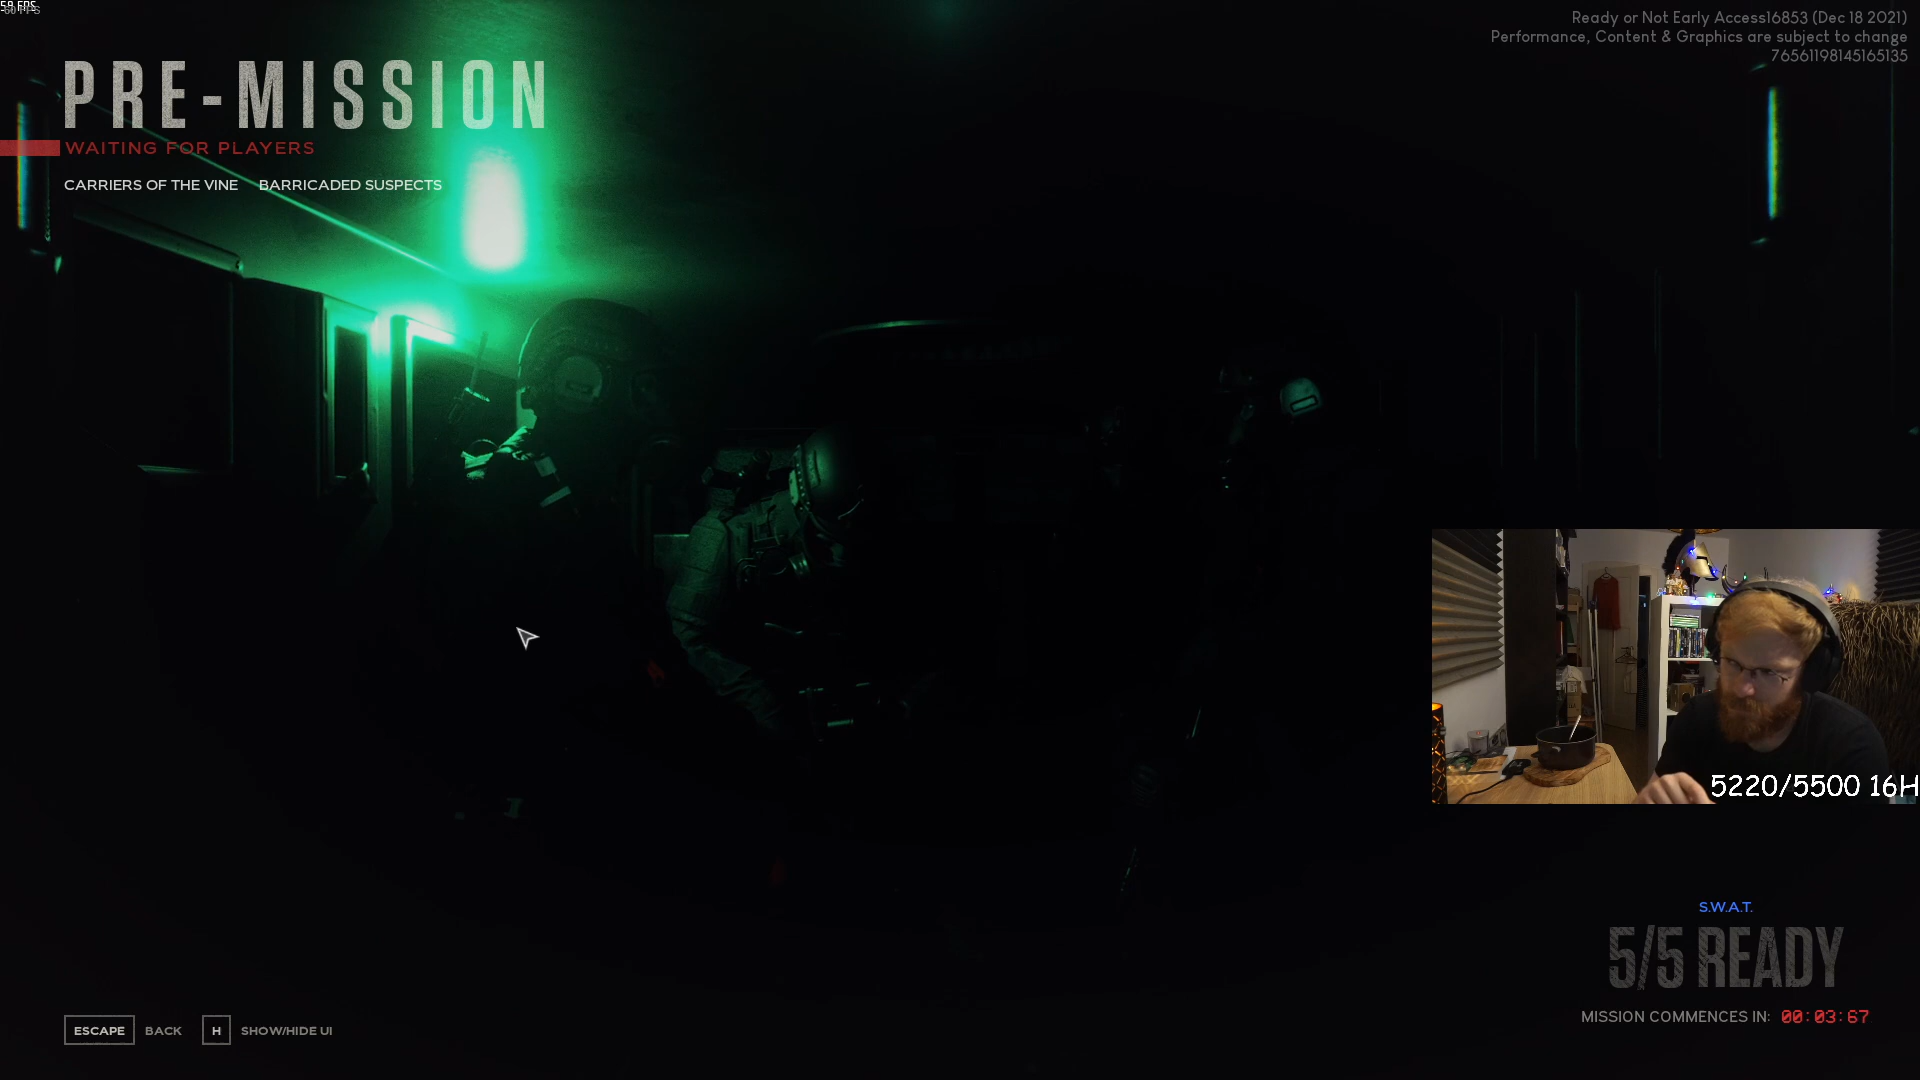 59 FPS
Ready or Not Early Access16853 (Dec 18 2021)
Performance, Content & Graphics are subject to change
76561198145165135
PRE-MISSION
WAITING FOR PLAYERS
CARRIERS OF THE VINE BARRICADED SUSPECTS
5220/5500 16H
S.W.A.T.
5/5 READY
MISSION COMMENCES IN: 00:03:67
ESCAPE BACK H SHOW/HIDE UI